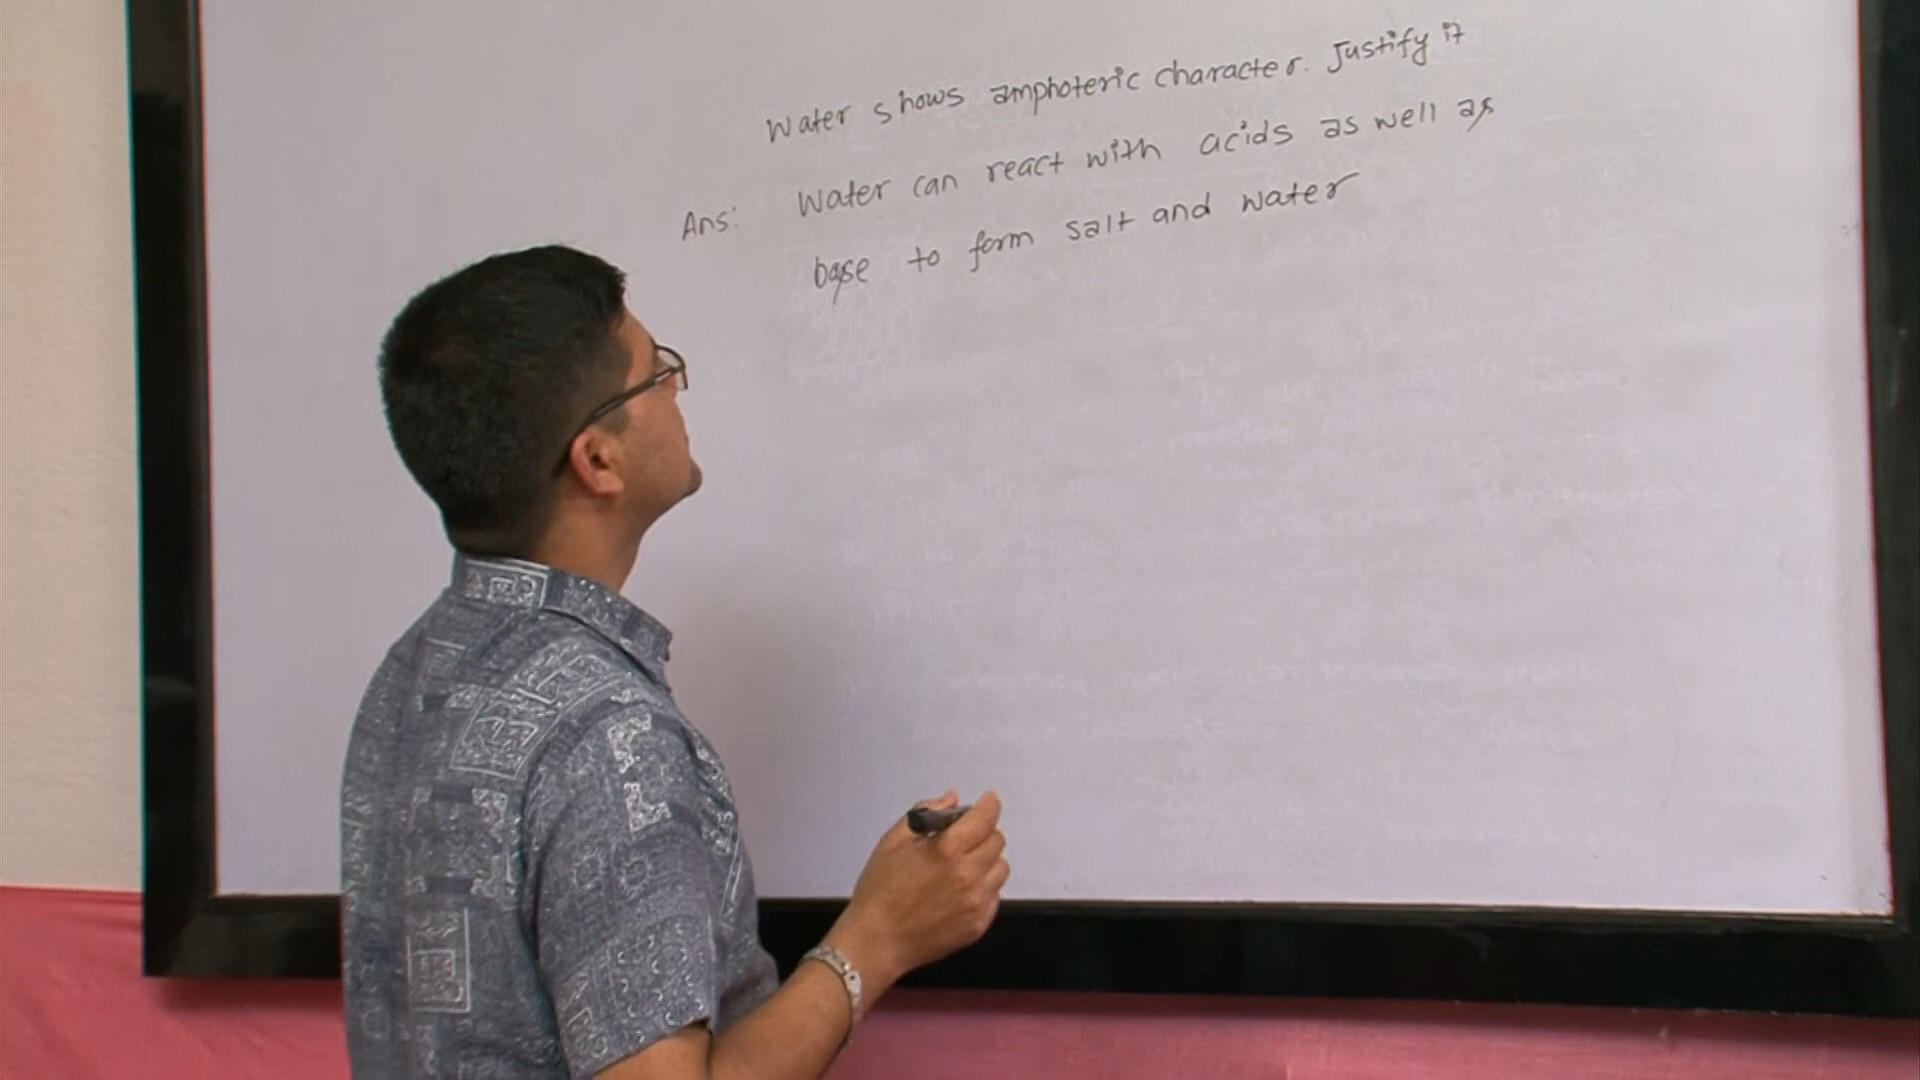 Water shows amphoteric character. Justify it
Ans: Water can react with acids as well as
base to form salt and water